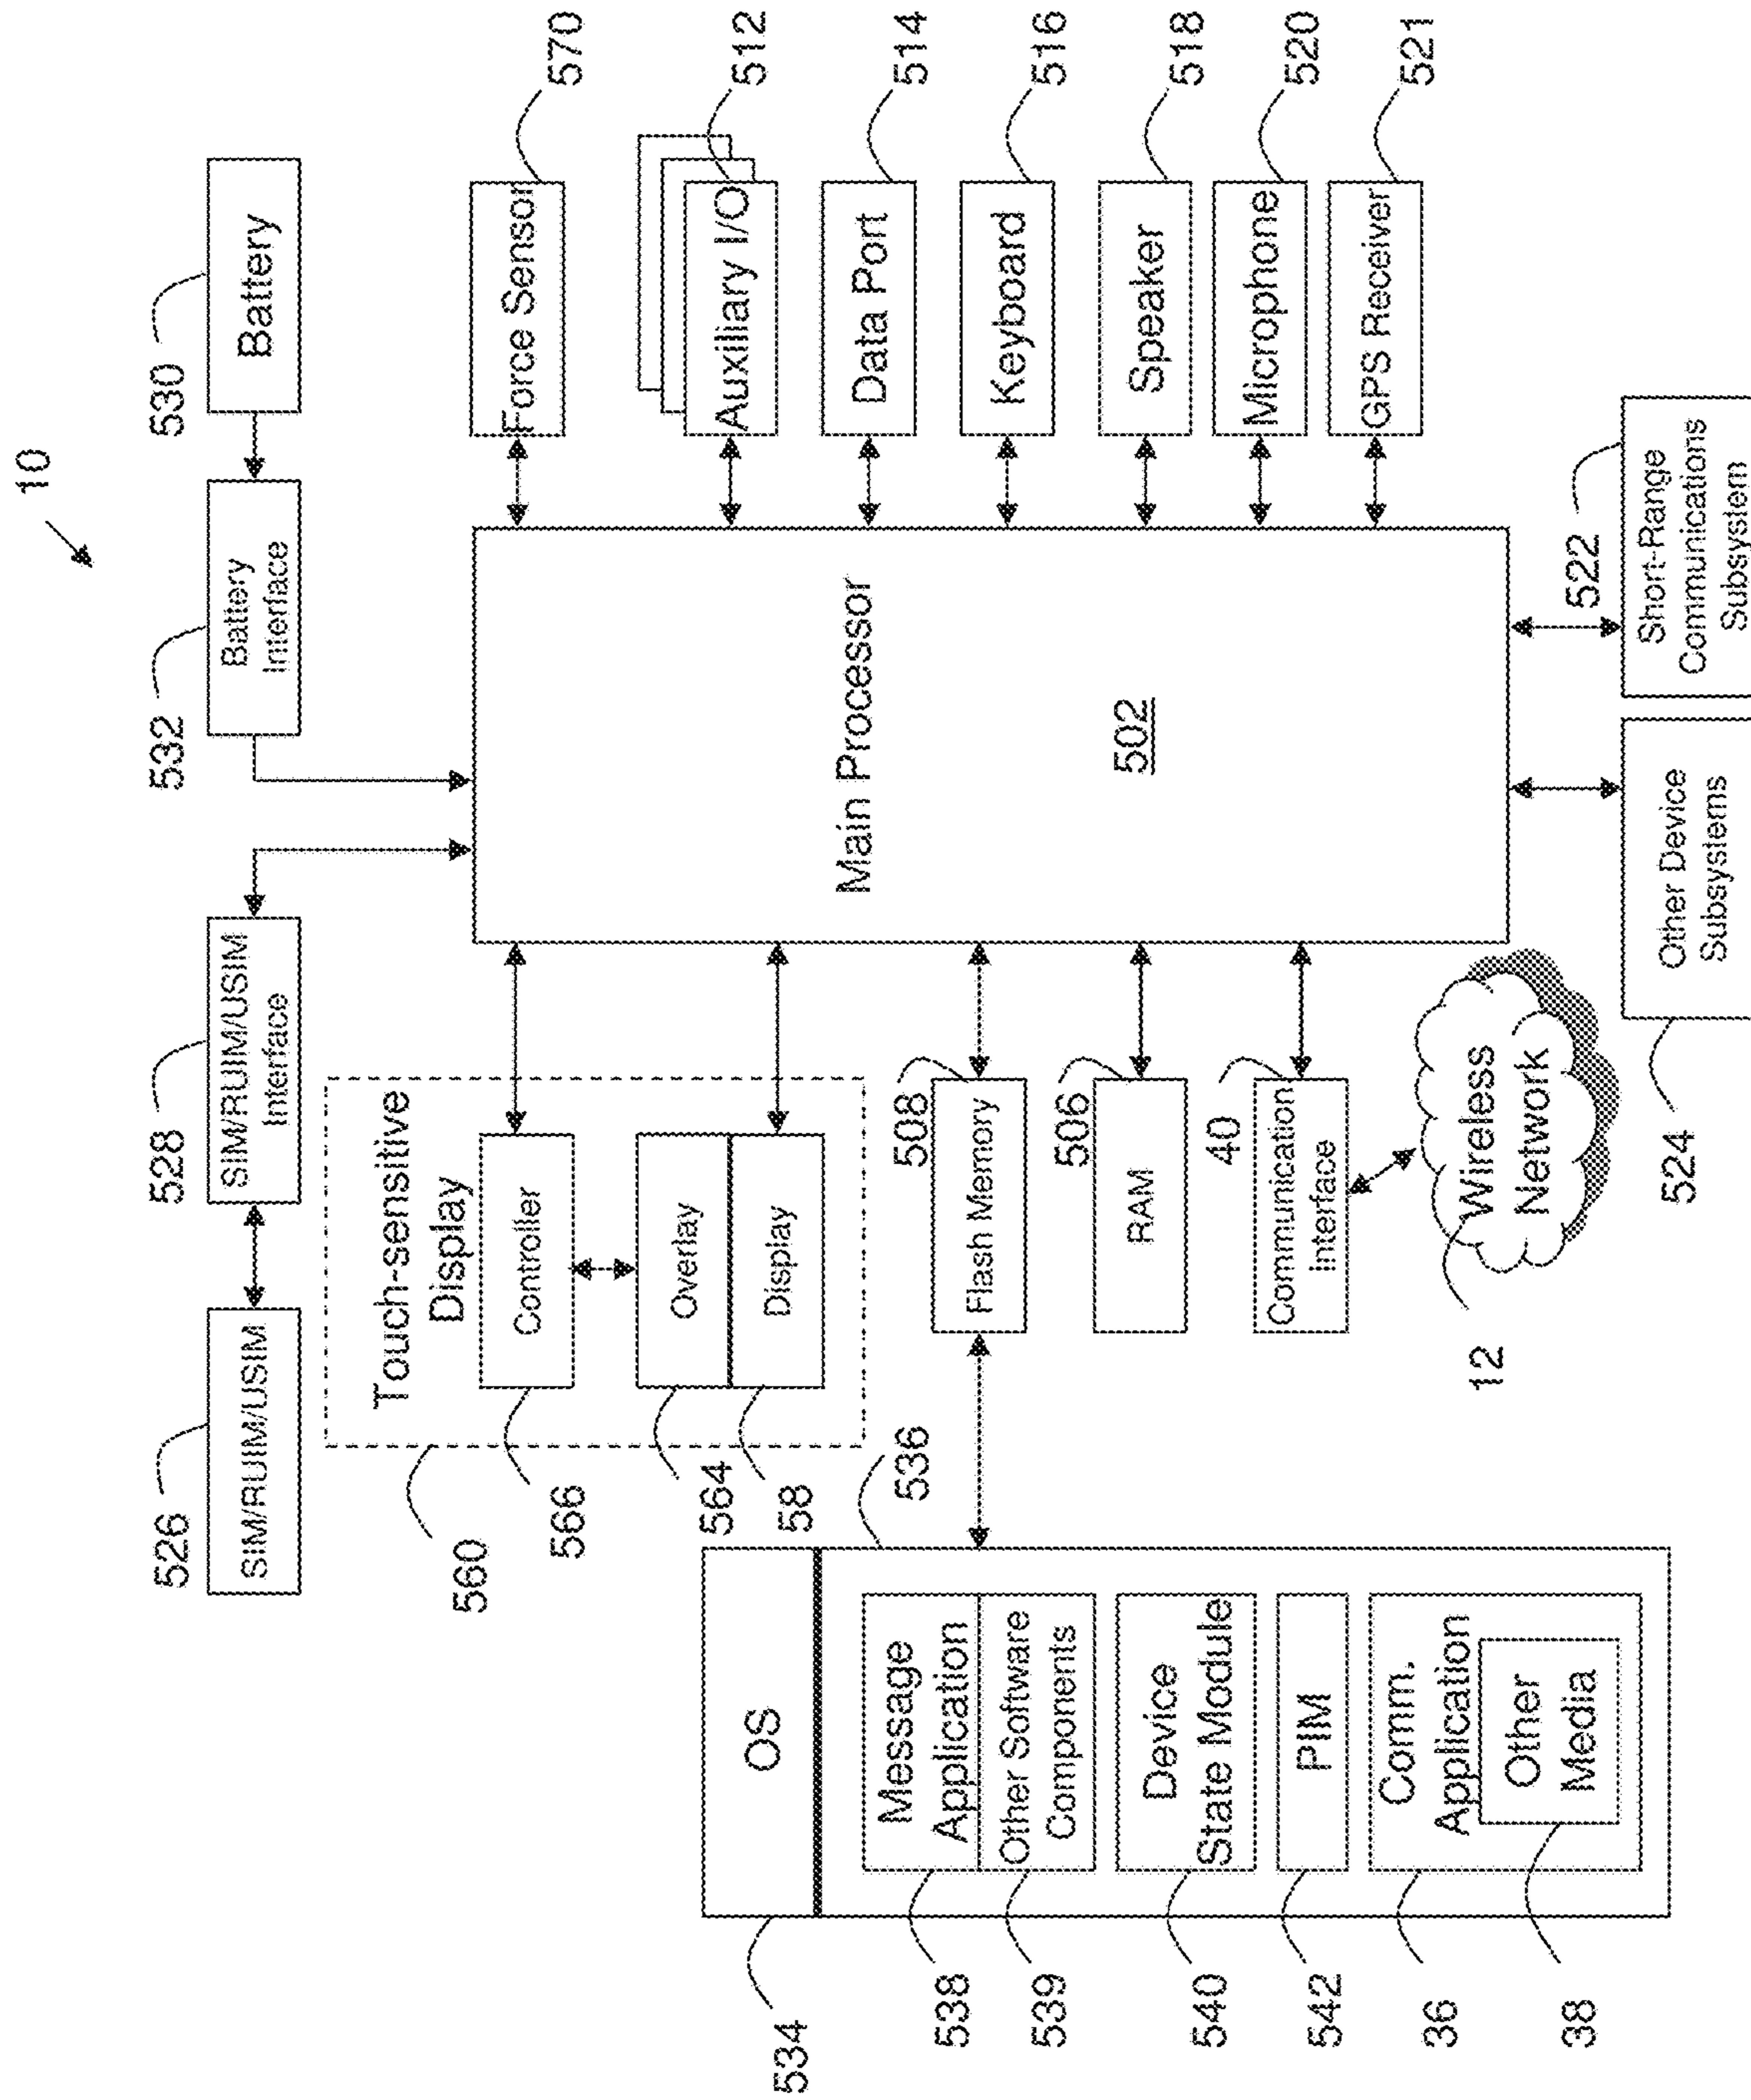 10
526
SIM/RUIM/USIM
528
SIM/RUIM/USIM
Interface
532
Battery
Interface
530
Battery
560
Touch-sensitive
Display
566
Controller
564
Overlay
58
Display
Main Processor
502
Force Sensor
570
Auxiliary I/O
512
Data Port
514
Keyboard
516
Speaker
518
Microphone
520
GPS Receiver
521
508
Flash Memory
506
RAM
40
Communication
Interface
12
Wireless
Network
534
OS
536
538
Message
Application
539
Other Software
Components
540
Device
State Module
542
PIM
36
Comm.
Application
38
Other
Media
524
Other Device
Subsystems
522
Short-Range
Communications
Subsystem